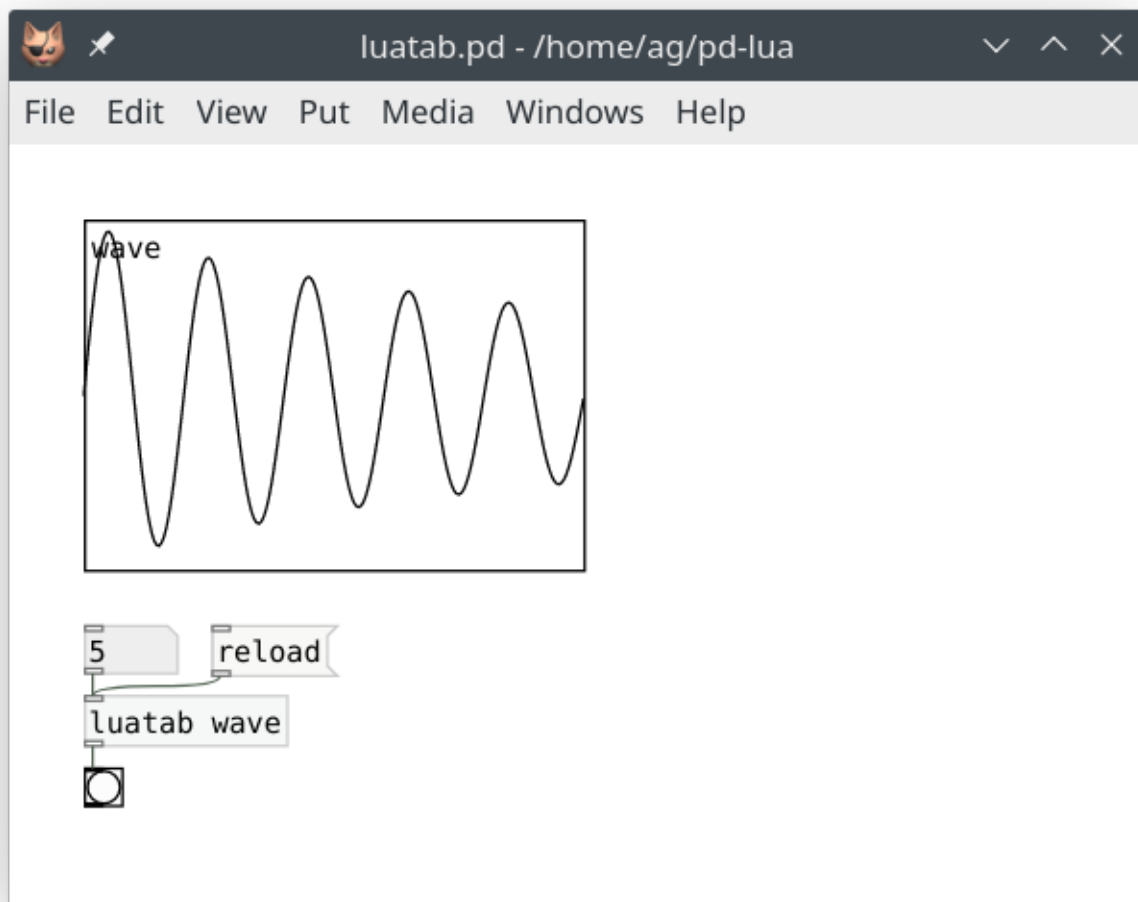 luatab.pd - /home/ag/pd-lua
File Edit View Put Media Windows Help
wave
5 reload
luatab wave